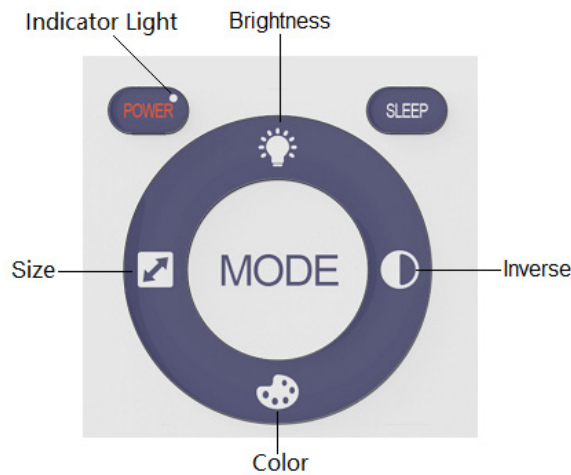 Indicator Light
Brightness
POWER
SLEEP
Size
MODE
Inverse
Color